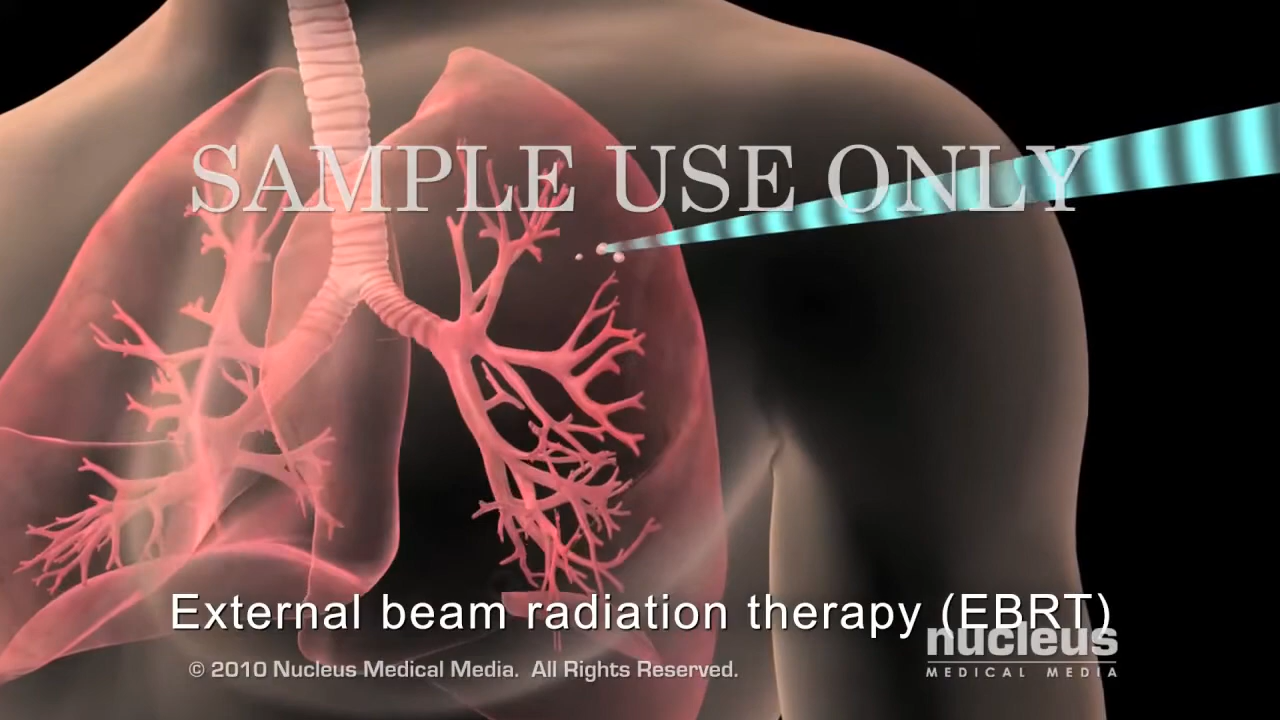 SAMPLE USE ONLY
External beam radiation therapy (EBRT)
nucleus
© 2010 Nucleus Medical Media. All Rights Reserved.
MEDICAL MEDIA